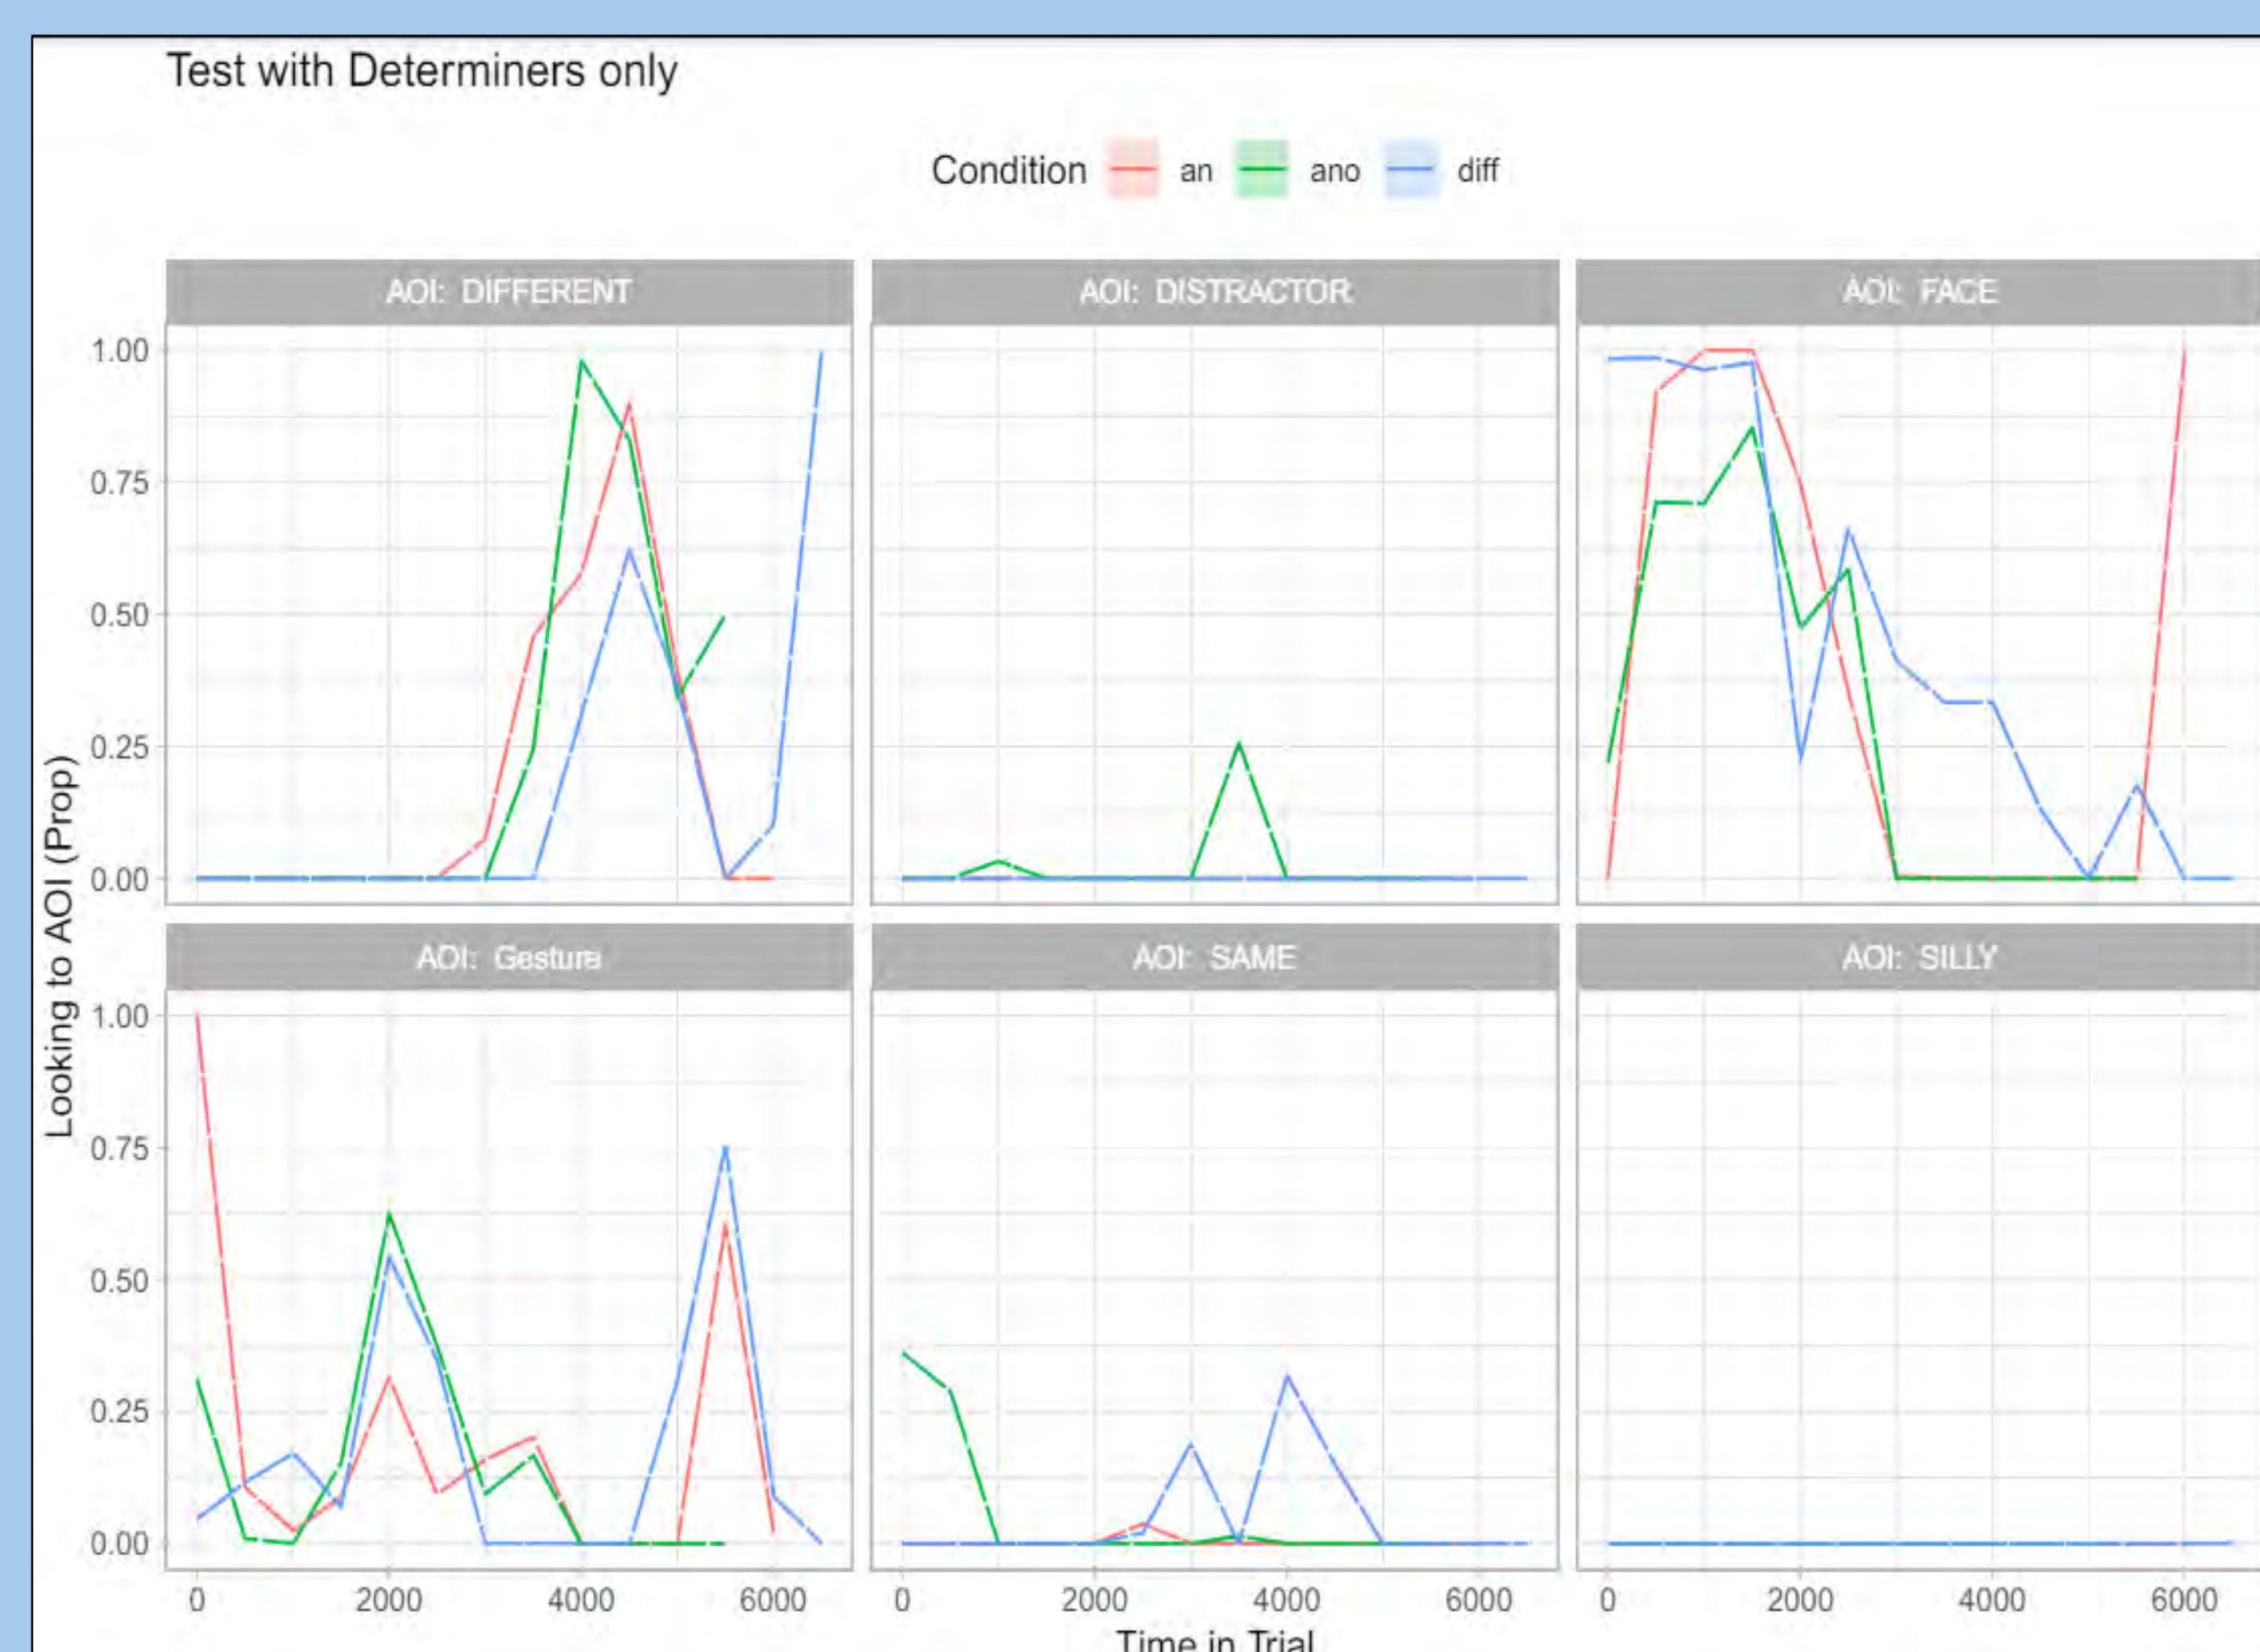 Test with Determiners only
Condition an ano diff
AOI: DIFFERENT AOI: DISTRACTOR AOI: FACE
1.00
0.75
0.50
0.25
0.00
Looking to AOI (Prop)
AOI: Gesture AOI: SAME AOI: SILLY
1.00
0.75
0.50
0.25
0.00
0 2000 4000 6000 0 2000 4000 6000 0 2000 4000 6000
Time in Trial